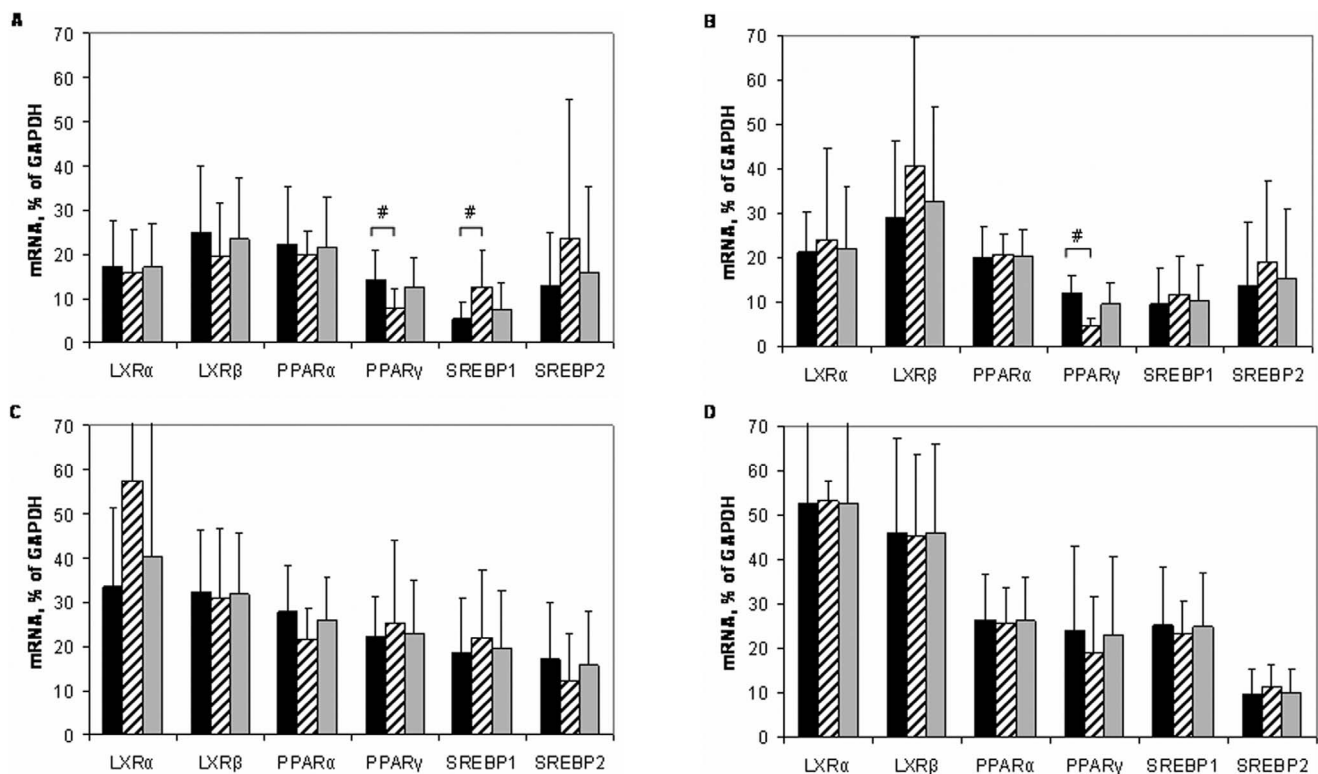 A
mRNA, % of GAPDH
70
60
50
40
30
20
10
0
# #
LXRα LXRβ PPARα PPARγ SREBP1 SREBP2
B
mRNA, % of GAPDH
70
60
50
40
30
20
10
0
#
LXRα LXRβ PPARα PPARγ SREBP1 SREBP2
C
mRNA, % of GAPDH
70
60
50
40
30
20
10
0
LXRα LXRβ PPARα PPARγ SREBP1 SREBP2
D
mRNA, % of GAPDH
70
60
50
40
30
20
10
0
LXRα LXRβ PPARα PPARγ SREBP1 SREBP2